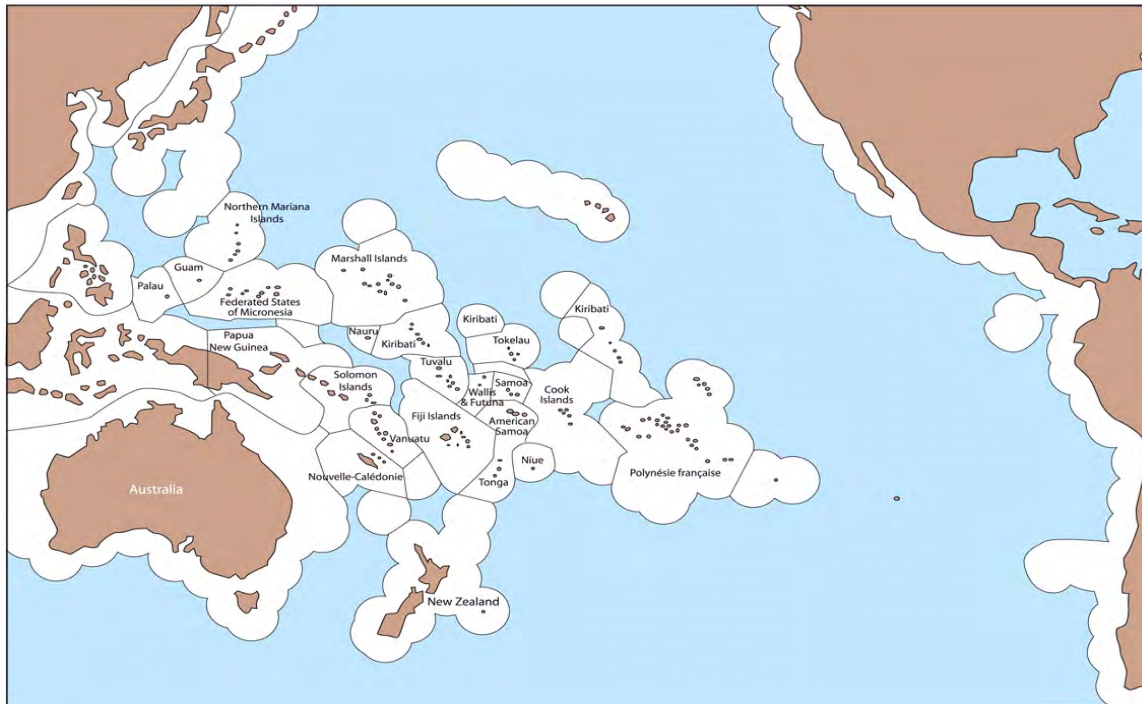 Northern Mariana
Islands
Guam
Palau
Federated States
of Micronesia
Marshall Islands
Kiribati
Kiribati
Nauru
Kiribati
Tokelau
Papua
New Guinea
Tuvalu
Solomon
Islands
Wallis
& Futuna
Samoa
Cook
Islands
Fiji Islands
American
Samoa
Vanuatu
Niue
Nouvelle-Calédonie
Tonga
Polynésie française
Australia
New Zealand